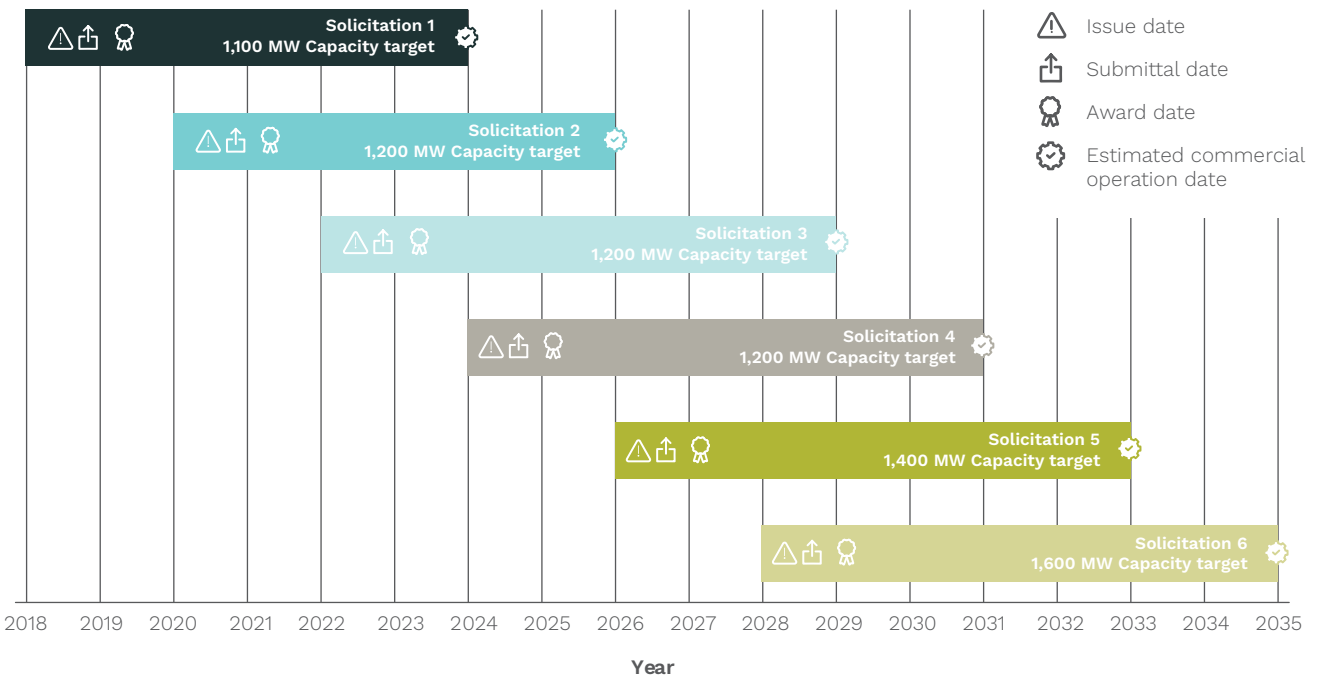 Solicitation 1
1,100 MW Capacity target
Issue date
Submittal date
Award date
Estimated commercial
operation date
Solicitation 2
1,200 MW Capacity target
Solicitation 3
1,200 MW Capacity target
Solicitation 4
1,200 MW Capacity target
Solicitation 5
1,400 MW Capacity target
Solicitation 6
1,600 MW Capacity target
2018 2019 2020 2021 2022 2023 2024 2025 2026 2027 2028 2029 2030 2031 2032 2033 2034 2035
Year